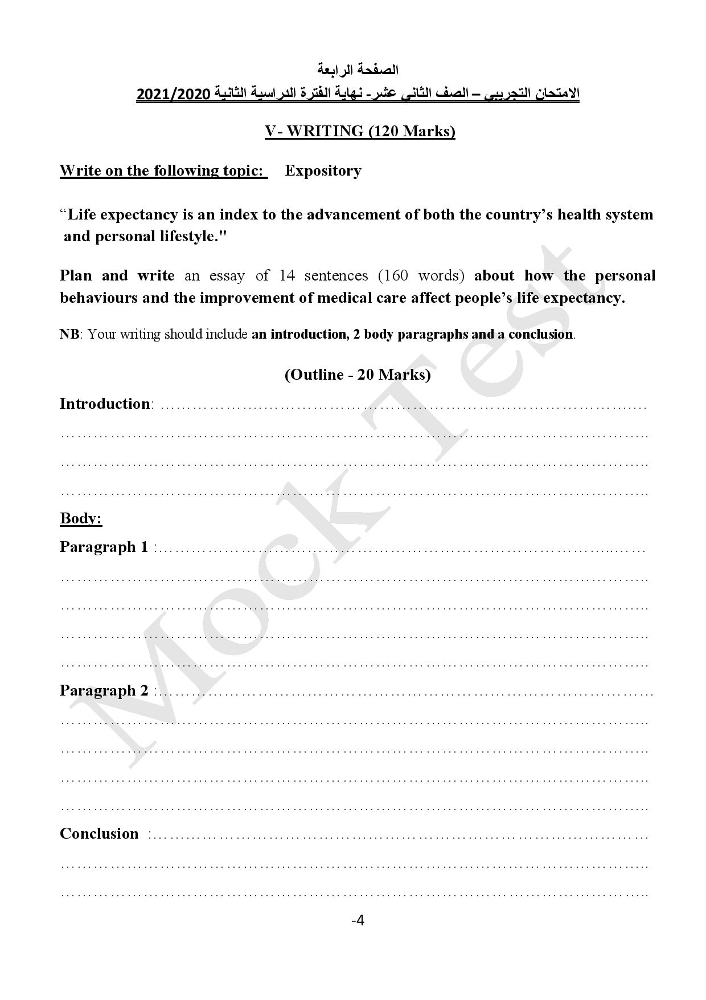 الصفحة الرابعة
الامتحان التجريبي – الصف الثاني عشر- نهاية الفترة الدراسية الثانية 2021/2020
V- WRITING (120 Marks)
Write on the following topic: Expository
“Life expectancy is an index to the advancement of both the country’s health system
and personal lifestyle."
Plan and write an essay of 14 sentences (160 words) about how the personal
behaviours and the improvement of medical care affect people’s life expectancy.
NB: Your writing should include an introduction, 2 body paragraphs and a conclusion.
(Outline - 20 Marks)
Introduction: ……………………………………………………………………………
……………………………………………………………………………………………..
……………………………………………………………………………………………..
……………………………………………………………………………………………..
Body:
Paragraph 1 :……………………………………………………………………..……
……………………………………………………………………………………………..
……………………………………………………………………………………………..
……………………………………………………………………………………………..
……………………………………………………………………………………………..
Paragraph 2 :……………………………………………………………………………
……………………………………………………………………………………………..
……………………………………………………………………………………………..
……………………………………………………………………………………………..
……………………………………………………………………………………………..
Conclusion :……………………………………………………………………………
……………………………………………………………………………………………..
……………………………………………………………………………………………..
-4
Mock Test